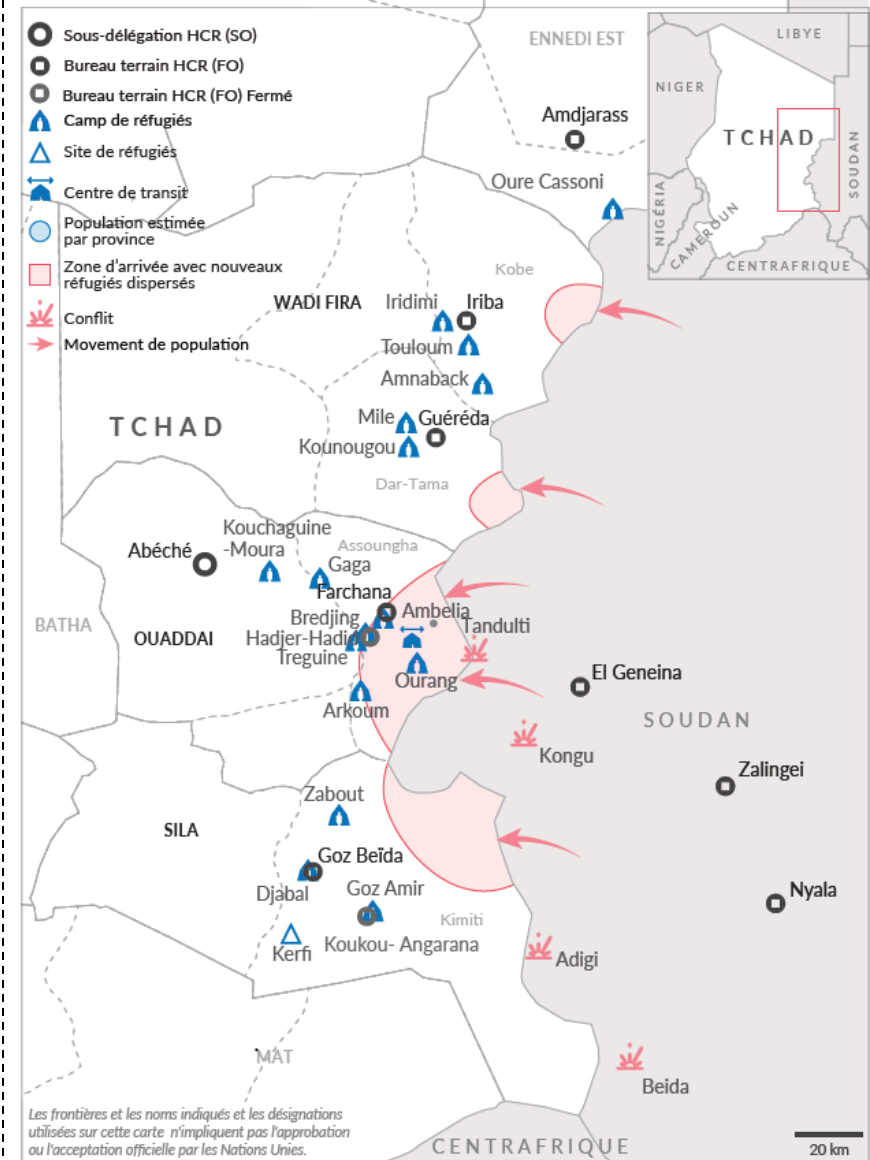 Sous-délégation HCR (SO)
Bureau terrain HCR (FO)
Bureau terrain HCR (FO) Fermé
Camp de réfugiés
Site de réfugiés
Centre de transit
Population estimée
par province
Zone d'arrivée avec nouveaux
réfugiés dispersés
Conflit
Movement de population
ENNEDI EST
LIBYE
NIGER
TCHAD
SOUDAN
NIGÉRIA
CAMEROUN
CENTRAFRIQUE
Amdjarass
Oure Cassoni
Kobe
WADI FIRA
Iridimi
Iriba
Touloum
Amnaback
TCHAD
Mile
Guéréda
Kounougou
Dar-Tama
Kouchaguine
-Moura
Abéché
Assoungha
Gaga
Farchana
BATHA
OUADDAI
Bredjing
Ambelia
Hadjer-Hadid
Tandulti
Treguine
Ourang
Arkoum
El Geneina
SOUDAN
Kongu
Zalingei
Zabout
SILA
Goz Beïda
Djabal
Goz Amir
Nyala
Kimiti
Kerfi
Koukou- Angarana
Adigi
MAT
Beida
Les frontières et les noms indiqués et les désignations
utilisées sur cette carte n'impliquent pas l'approbation
ou l'acceptation officielle par les Nations Unies.
CENTRAFRIQUE
20 km